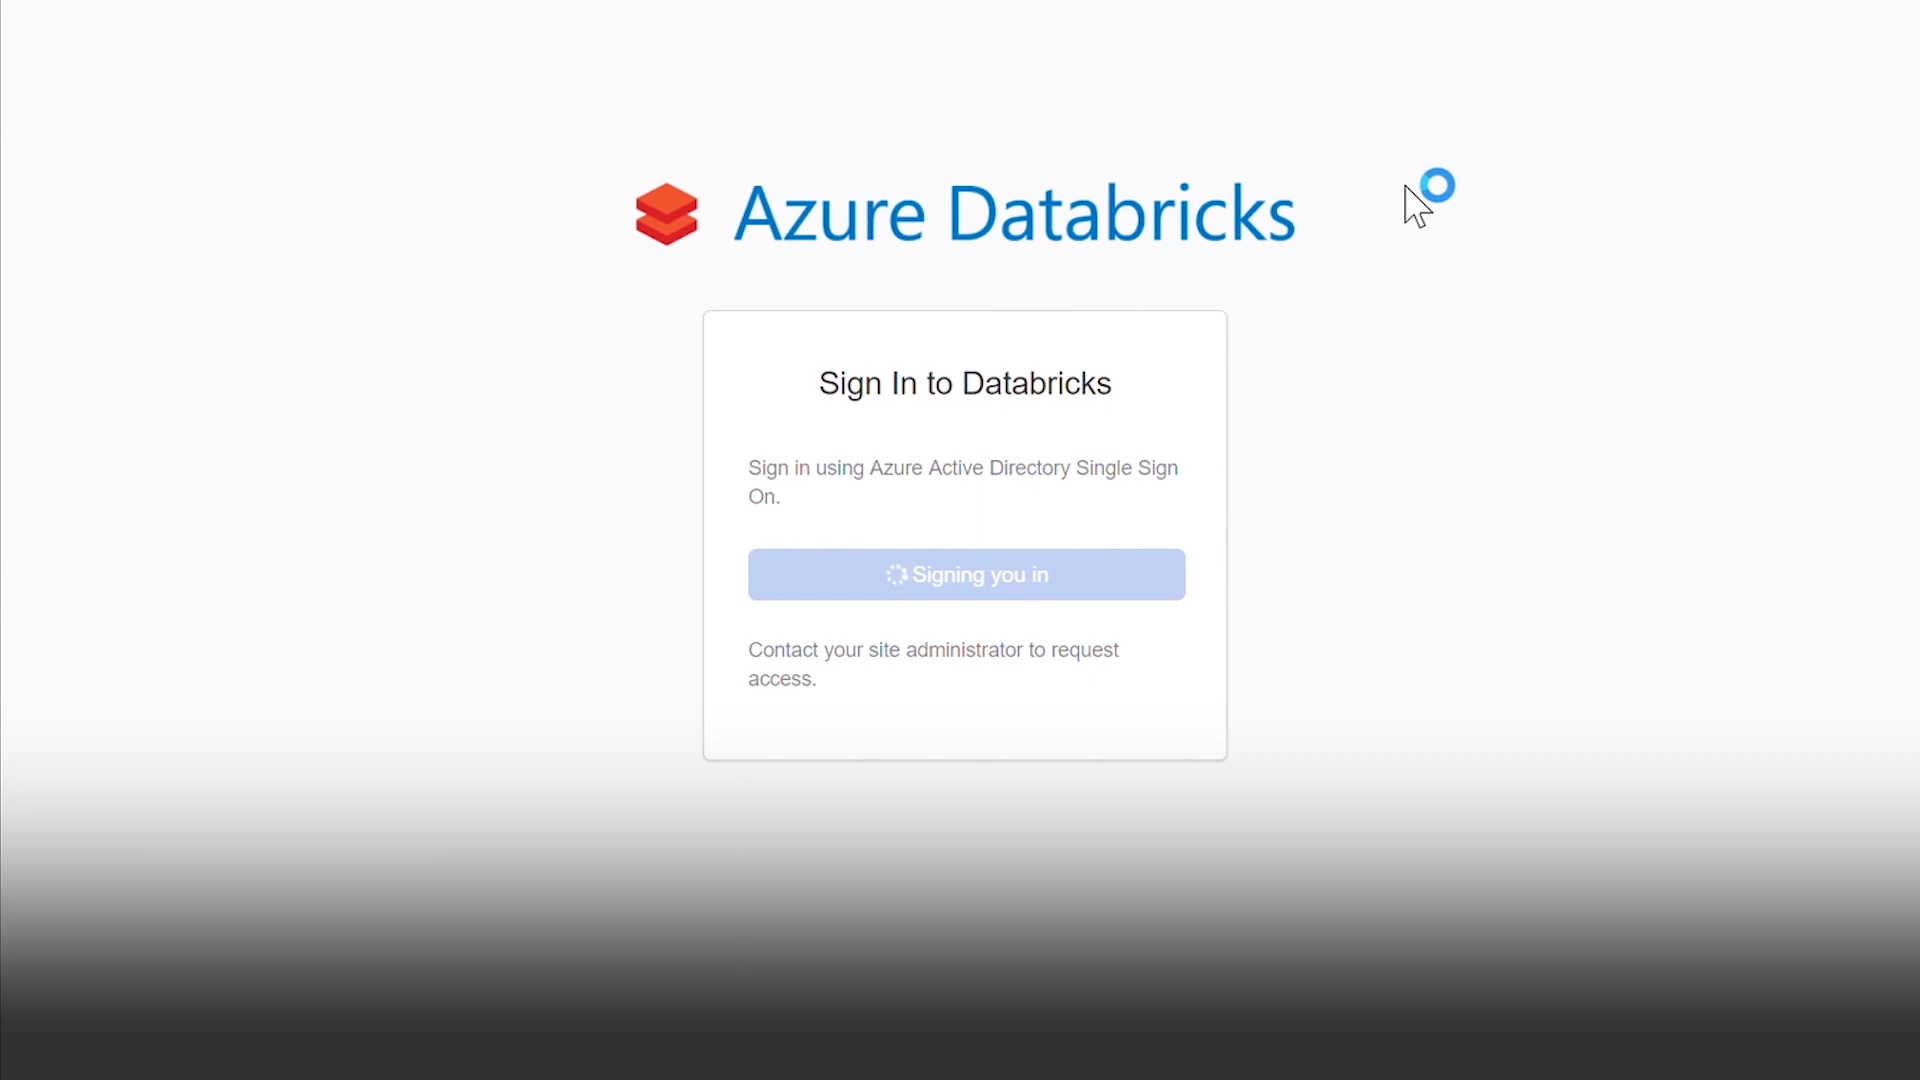 Azure Databricks
Sign In to Databricks
Sign in using Azure Active Directory Single Sign
On.
Signing you in
Contact your site administrator to request
access.